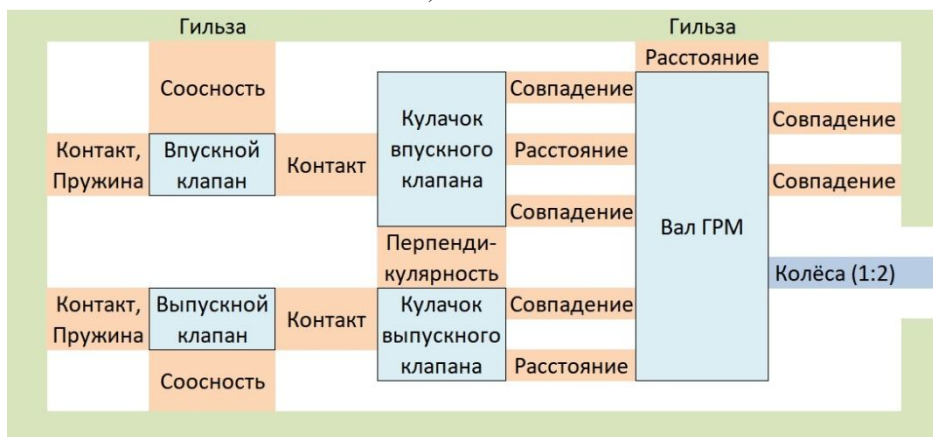 Гильза
Гильза
Расстояние
Соосность
Совпадение
Кулачок
впускного
клапана
Совпадение
Контакт,
Пружина
Впускной
клапан
Контакт
Расстояние
Совпадение
Совпадение
Вал ГРМ
Перпенди-
кулярность
Колёса (1:2)
Контакт,
Пружина
Выпускной
клапан
Контакт
Кулачок
выпускного
клапана
Совпадение
Расстояние
Соосность